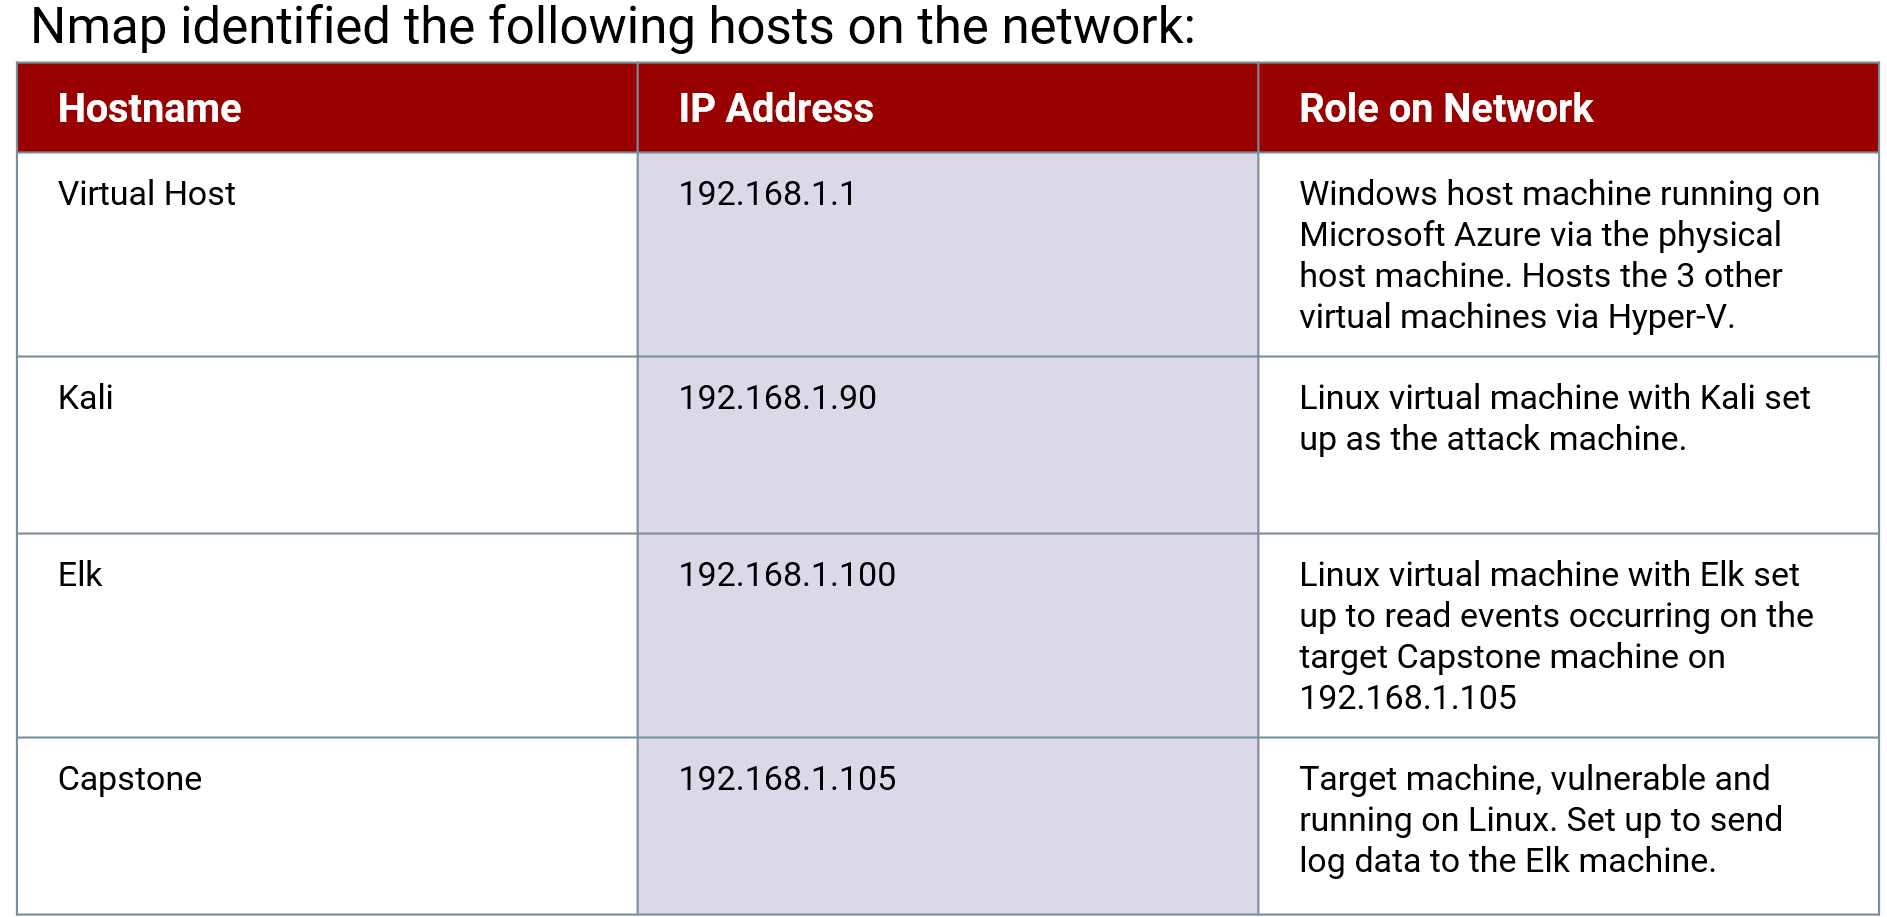 Nmap identified the following hosts on the network:
Hostname
IP Address
Role on Network
Virtual Host
192.168.1.1
Windows host machine running on
Microsoft Azure via the physical
host machine. Hosts the 3 other
virtual machines via Hyper-V.
Kali
192.168.1.90
Linux virtual machine with Kali set
up as the attack machine.
Elk
192.168.1.100
Linux virtual machine with Elk set
up to read events occurring on the
target Capstone machine on
192.168.1.105
Capstone
192.168.1.105
Target machine, vulnerable and
running on Linux. Set up to send
log data to the Elk machine.